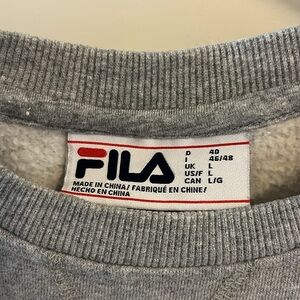 FILA
D 40
I 46/48
UK L
US/F L
CAN L/G
MADE IN CHINA/ FABRIQUÉ EN CHINE/
HECHO EN CHINA